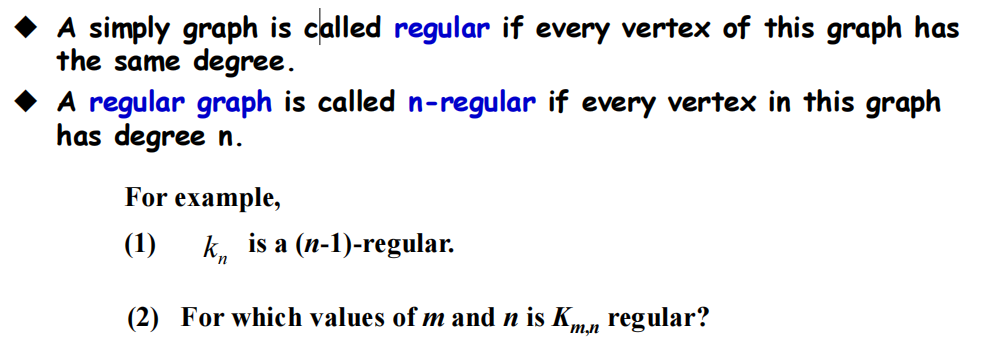 ◆ A simply graph is called regular if every vertex of this graph has
the same degree.
◆ A regular graph is called n-regular if every vertex in this graph
has degree n.
For example,
(1) kₙ is a (n-1)-regular.
(2) For which values of m and n is Kₘ,ₙ regular?